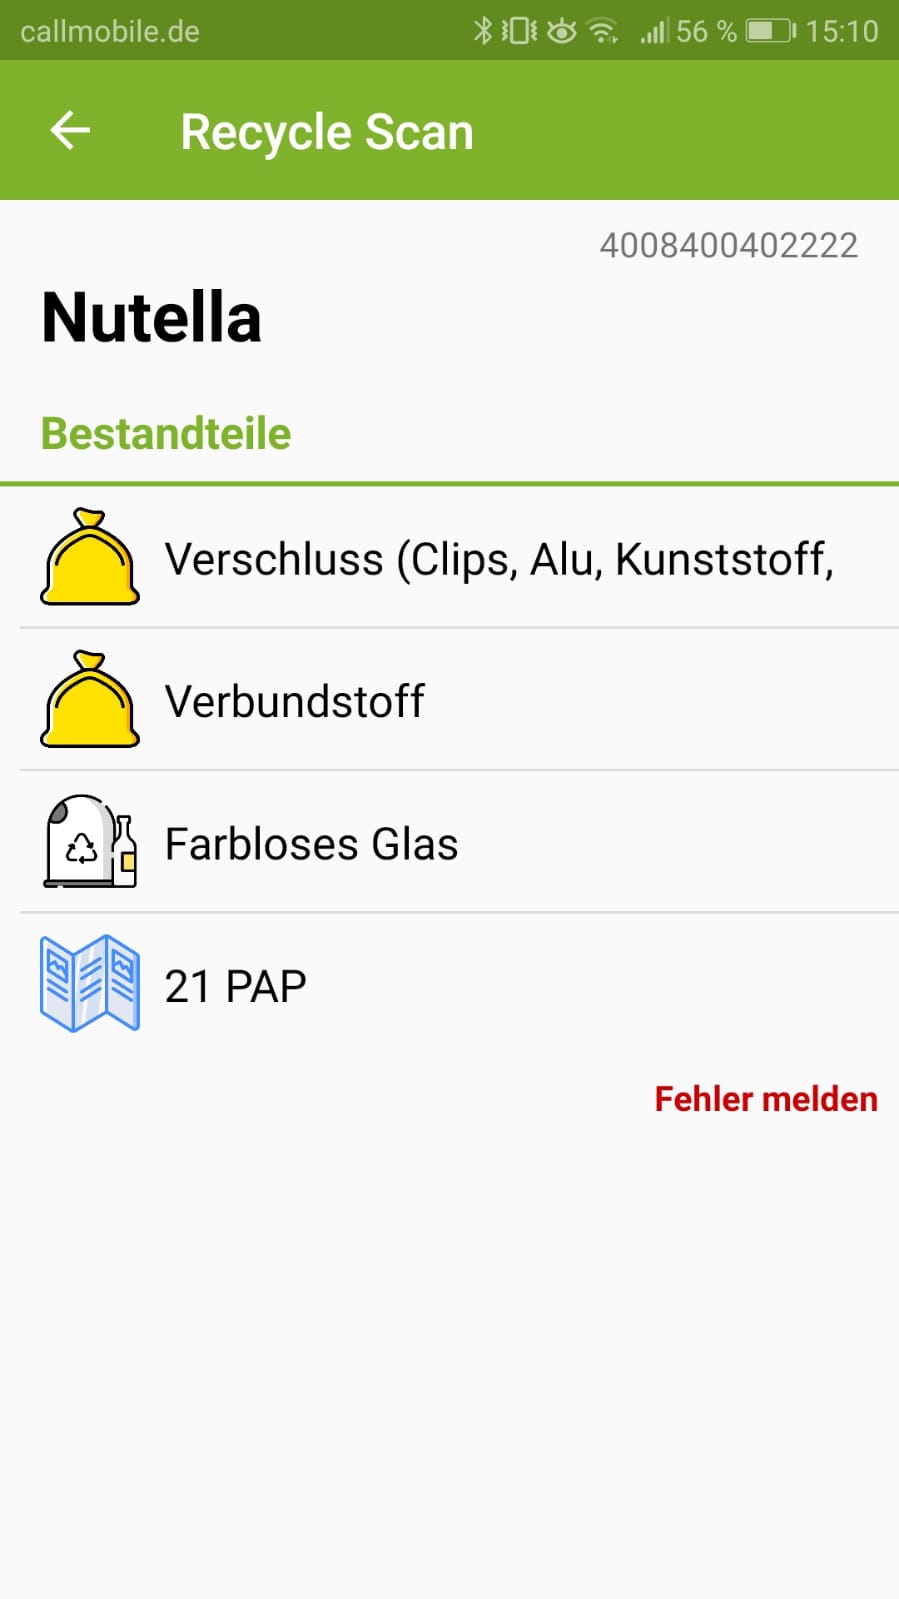 callmobile.de 56 % 15:10
Recycle Scan
4008400402222
Nutella
Bestandteile
Verschluss (Clips, Alu, Kunststoff,
Verbundstoff
Farbloses Glas
21 PAP
Fehler melden